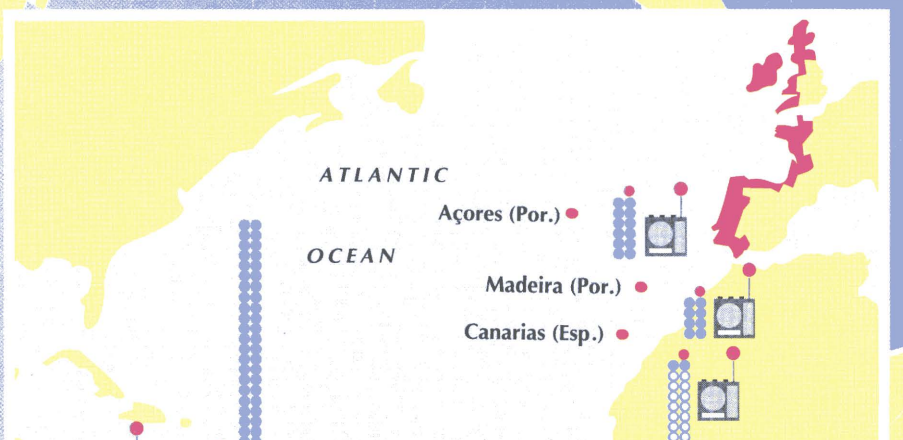 ATLANTIC
OCEAN
Açores (Por.)
Madeira (Por.)
Canarias (Esp.)